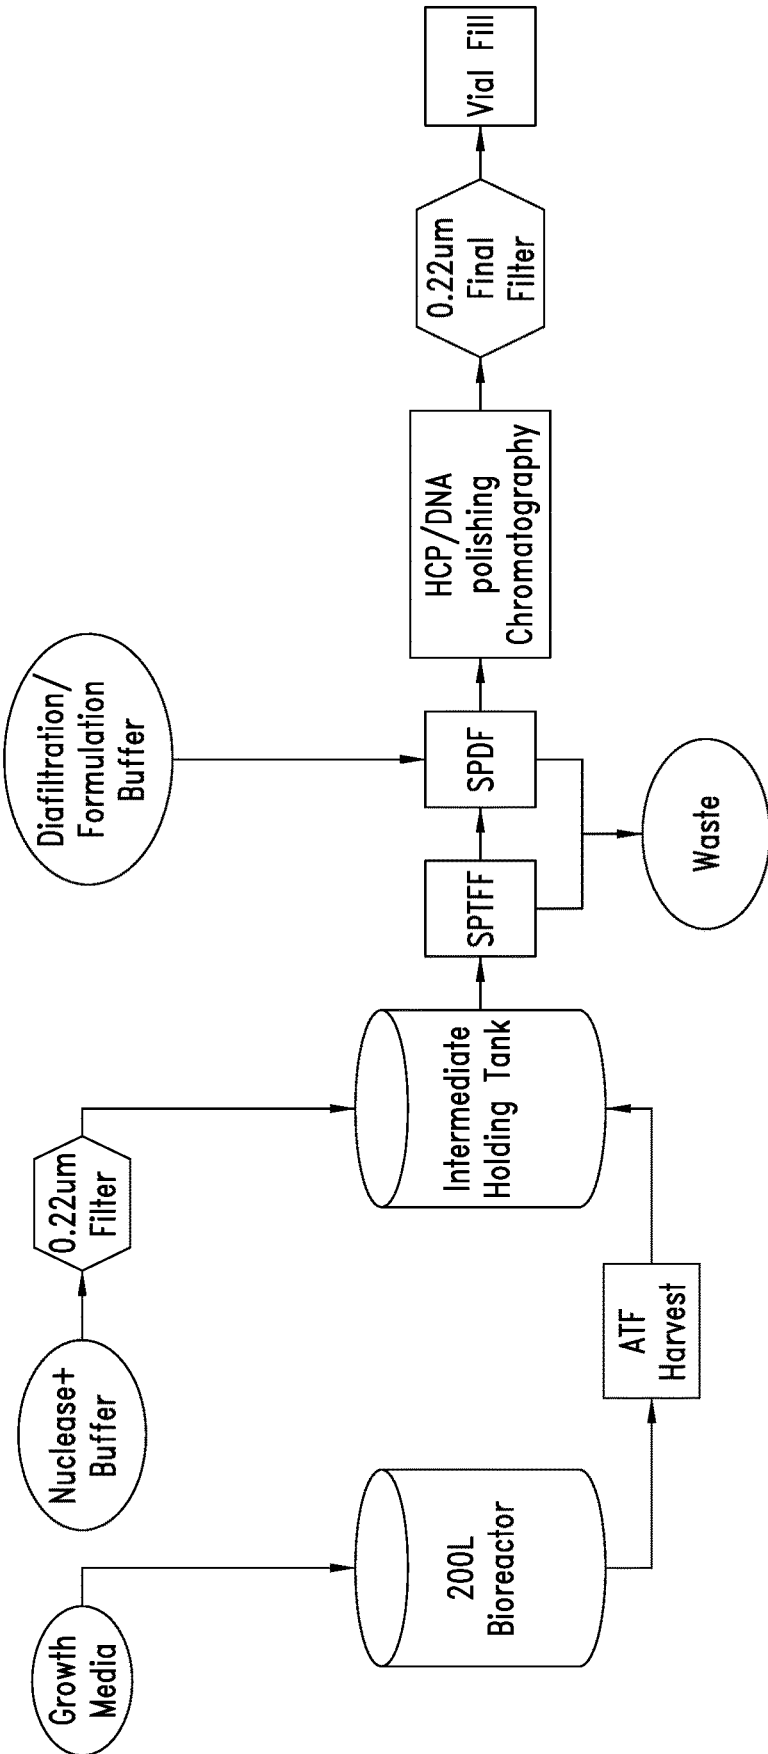 Growth
Media
Nuclease+
Buffer
0.22um
Filter
Diafiltration/
Formulation
Buffer
200L
Bioreactor
ATF
Harvest
Intermediate
Holding Tank
SPTFF
SPDF
Waste
HCP/DNA
polishing
Chromatography
0.22um
Final
Filter
Vial Fill